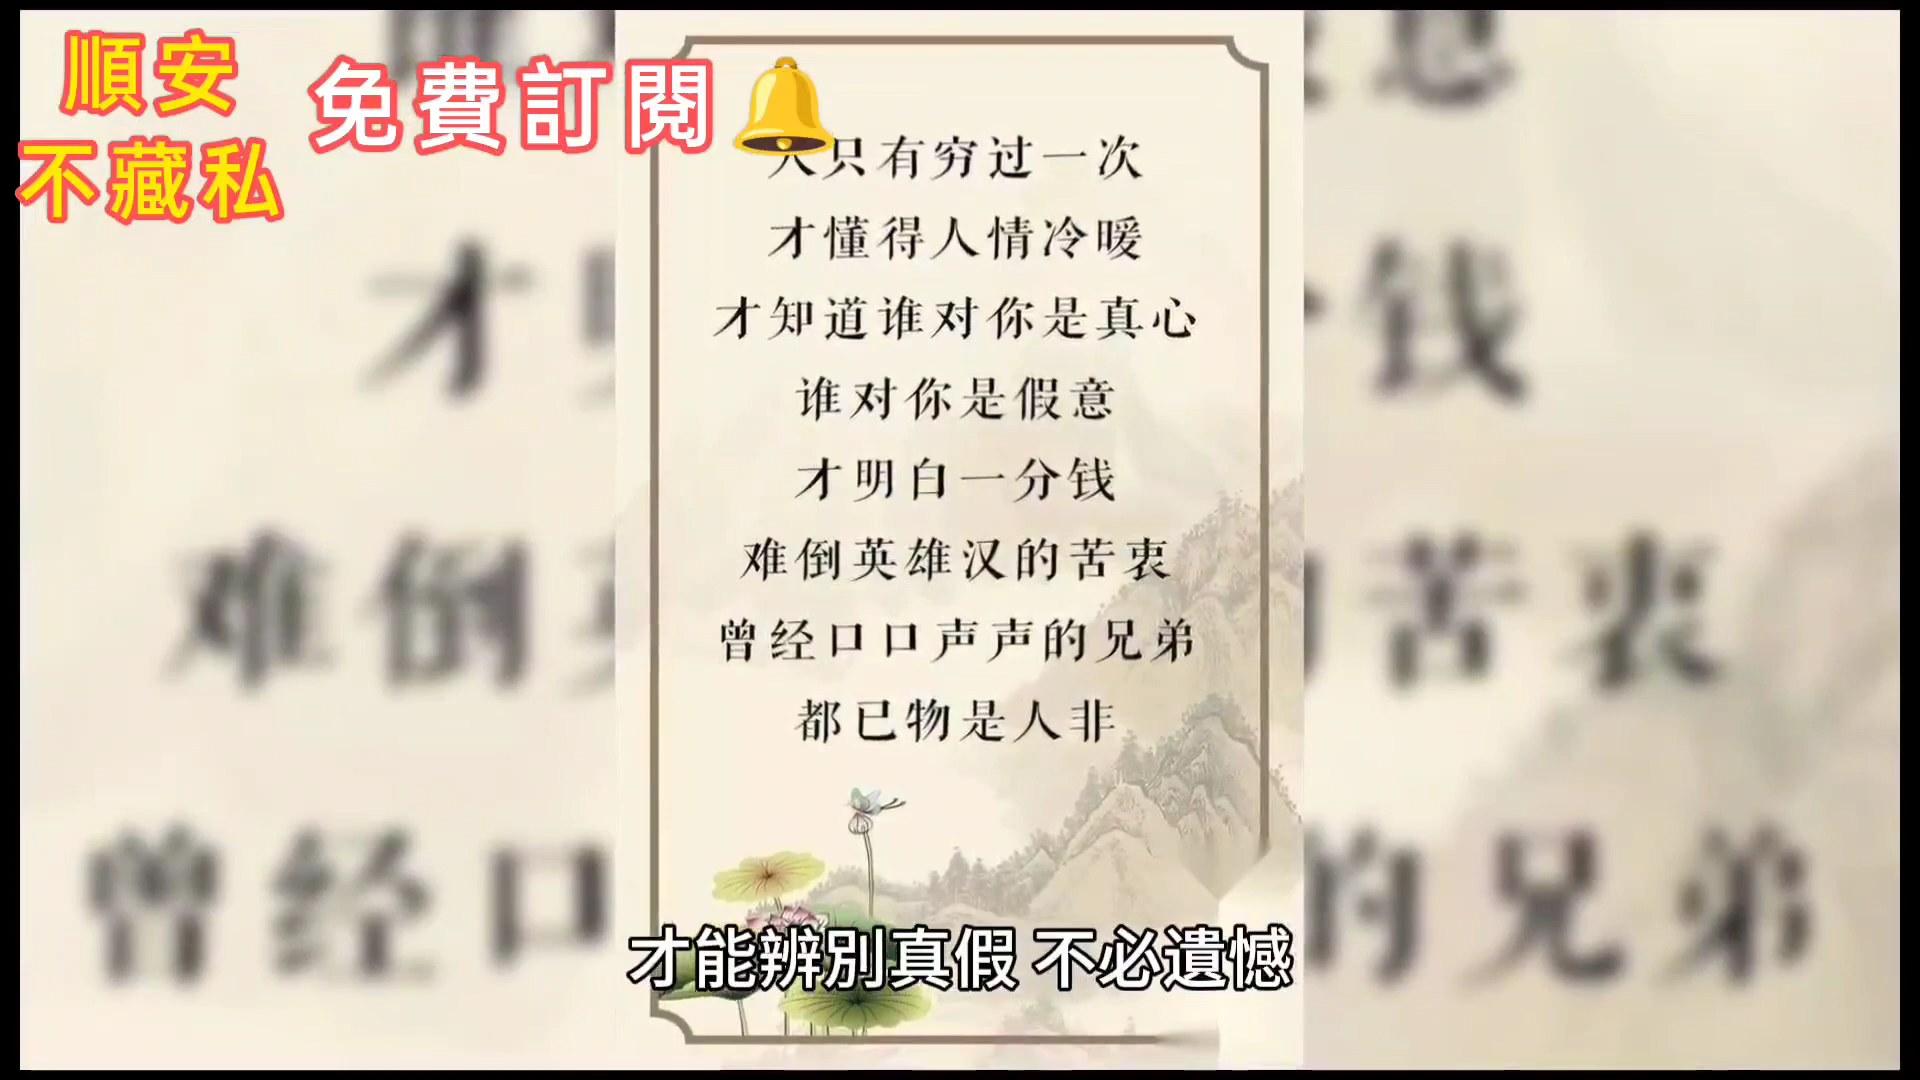 順安
不藏私
免費訂閱
人只有穷过一次
才懂得人情冷暖
才知道谁对你是真心
谁对你是假意
才明白一分钱
难倒英雄汉的苦衷
曾经口口声声的兄弟
都已物是人非
才能辨別真假 不必遺憾